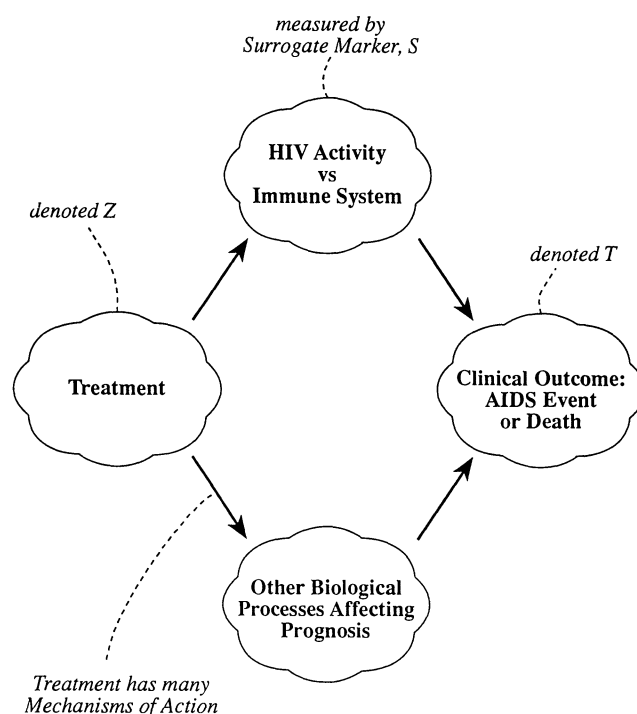 measured by
Surrogate Marker, S
HIV Activity
vs
Immune System
denoted Z
denoted T
Treatment
Clinical Outcome:
AIDS Event
or Death
Other Biological
Processes Affecting
Prognosis
Treatment has many
Mechanisms of Action